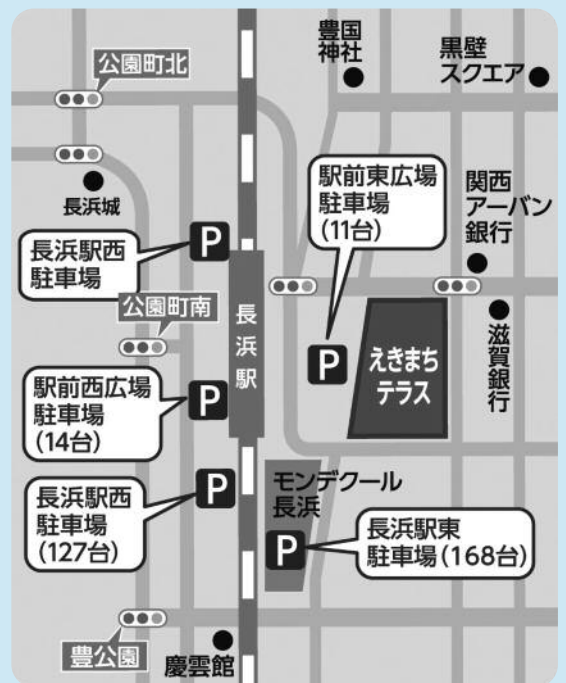 公園町北
豊国
神社
黒壁
スクエア
長浜城
駅前東広場
駐車場
(11台)
関西
アーバン
銀行
長浜駅西
駐車場
P
公園町南
長浜駅
P
えきまち
テラス
滋賀銀行
駅前西広場
駐車場
(14台)
P
長浜駅西
駐車場
(127台)
P
モンデクール
長浜
P
長浜駅東
駐車場(168台)
豊公園
慶雲館